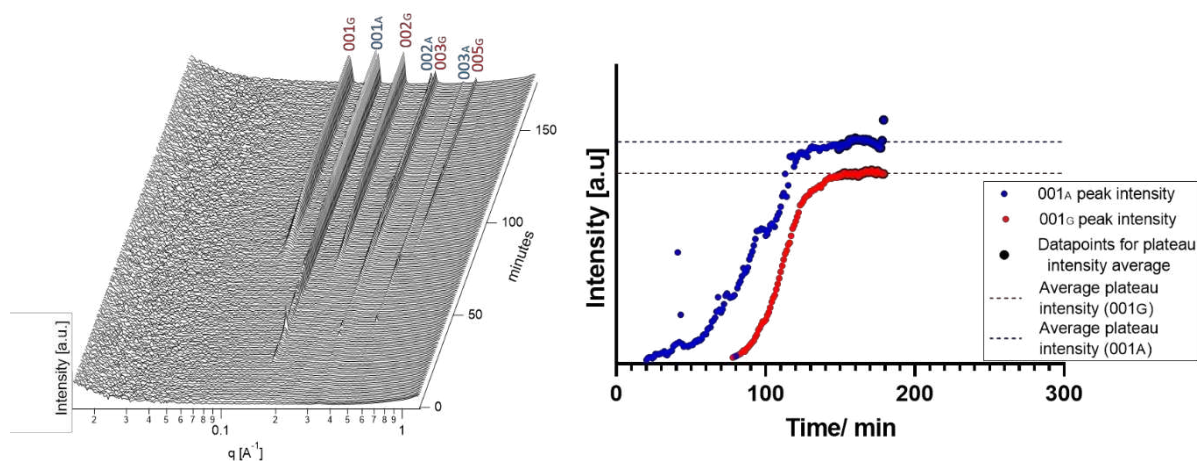 001G
001A
002G
002A
003G
003A
005G
150
100
50
0
minutes
Intensity [a.u.]
2 3 4 5 6 7 8 9 0.1 2 3 4 5 6 7 8 9 1
q [A⁻¹]
Intensity [a.u]
001A peak intensity
001G peak intensity
Datapoints for plateau
intensity average
Average plateau
intensity (001G)
Average plateau
intensity (001A)
0 100 200 300
Time/ min